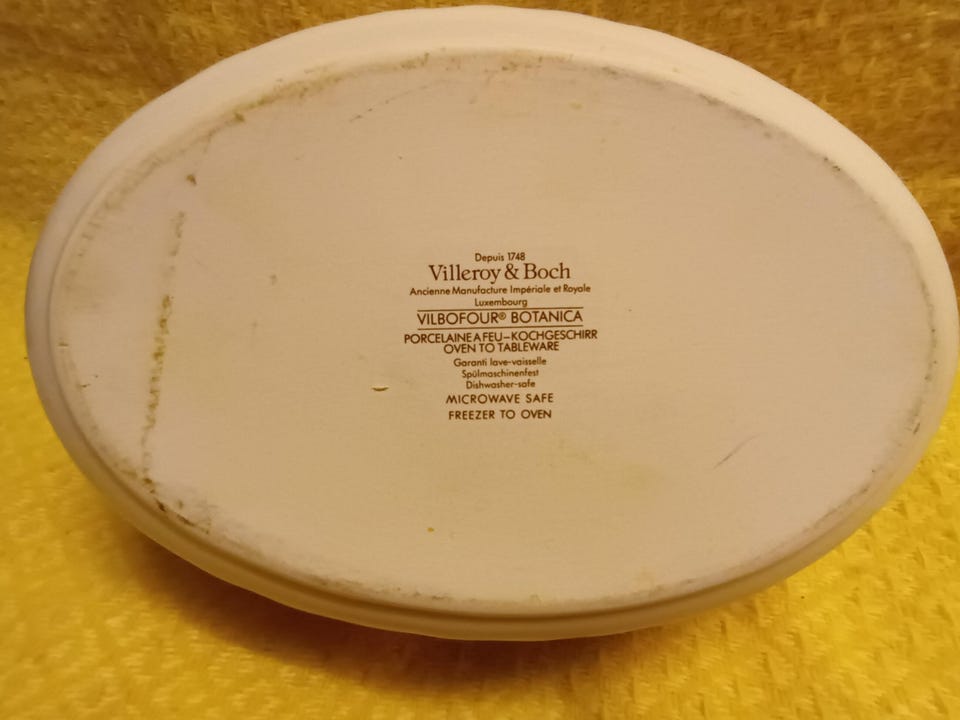 Depuis 1748
Villeroy & Boch
Ancienne Manufacture Impériale et Royale
Luxembourg
VILBOFOUR® BOTANICA
PORCELAINE A FEU–KOCHGESCHIRR
OVEN TO TABLEWARE
Garanti lave-vaisselle
Spülmaschinenfest
Dishwasher-safe
MICROWAVE SAFE
FREEZER TO OVEN